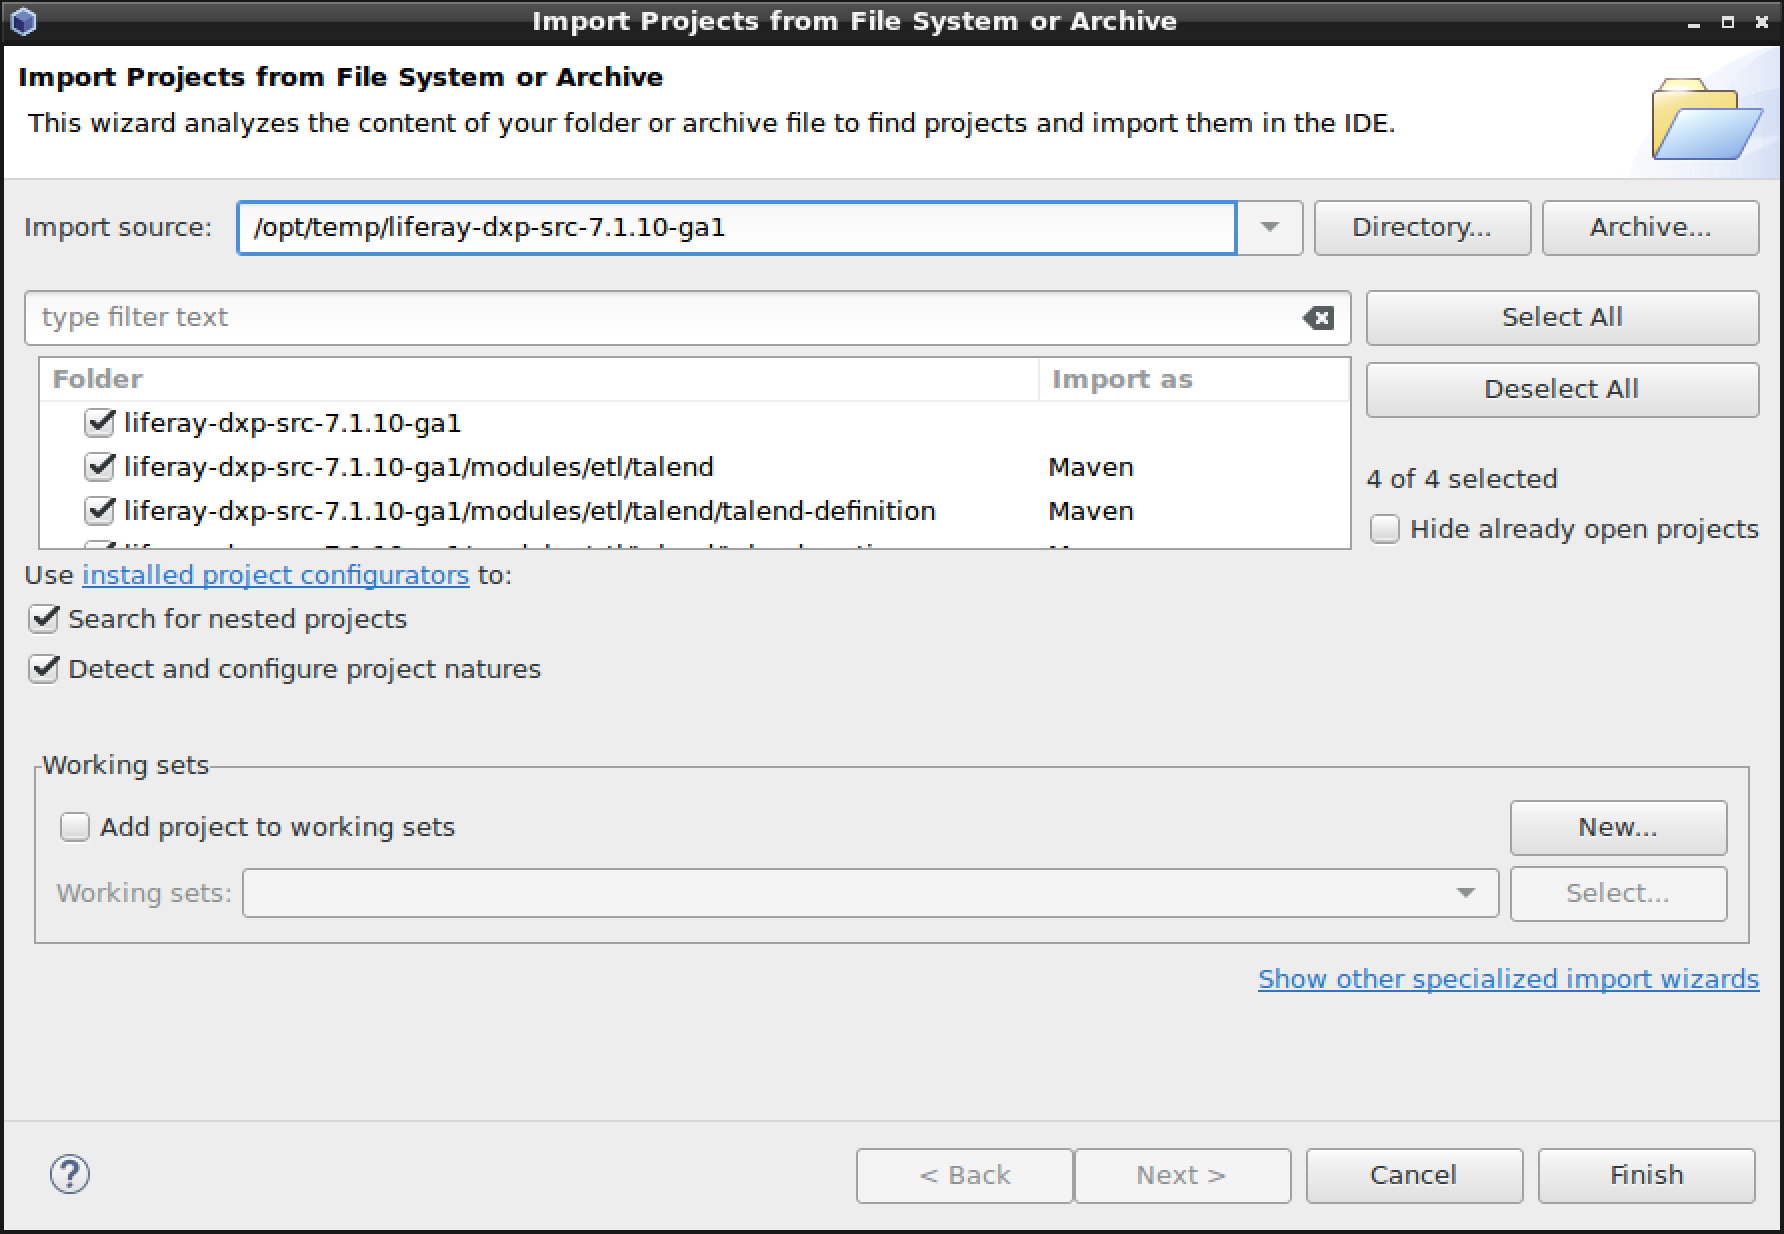 Import Projects from File System or Archive
Import Projects from File System or Archive
This wizard analyzes the content of your folder or archive file to find projects and import them in the IDE.
Import source: /opt/temp/liferay-dxp-src-7.1.10-ga1 Directory... Archive...
type filter text Select All
Folder Import as
Deselect All
liferay-dxp-src-7.1.10-ga1
liferay-dxp-src-7.1.10-ga1/modules/etl/talend Maven
4 of 4 selected
liferay-dxp-src-7.1.10-ga1/modules/etl/talend/talend-definition Maven
Hide already open projects
Use installed project configurators to:
Search for nested projects
Detect and configure project natures
Working sets
Add project to working sets New...
Working sets: Select...
Show other specialized import wizards
? < Back Next > Cancel Finish